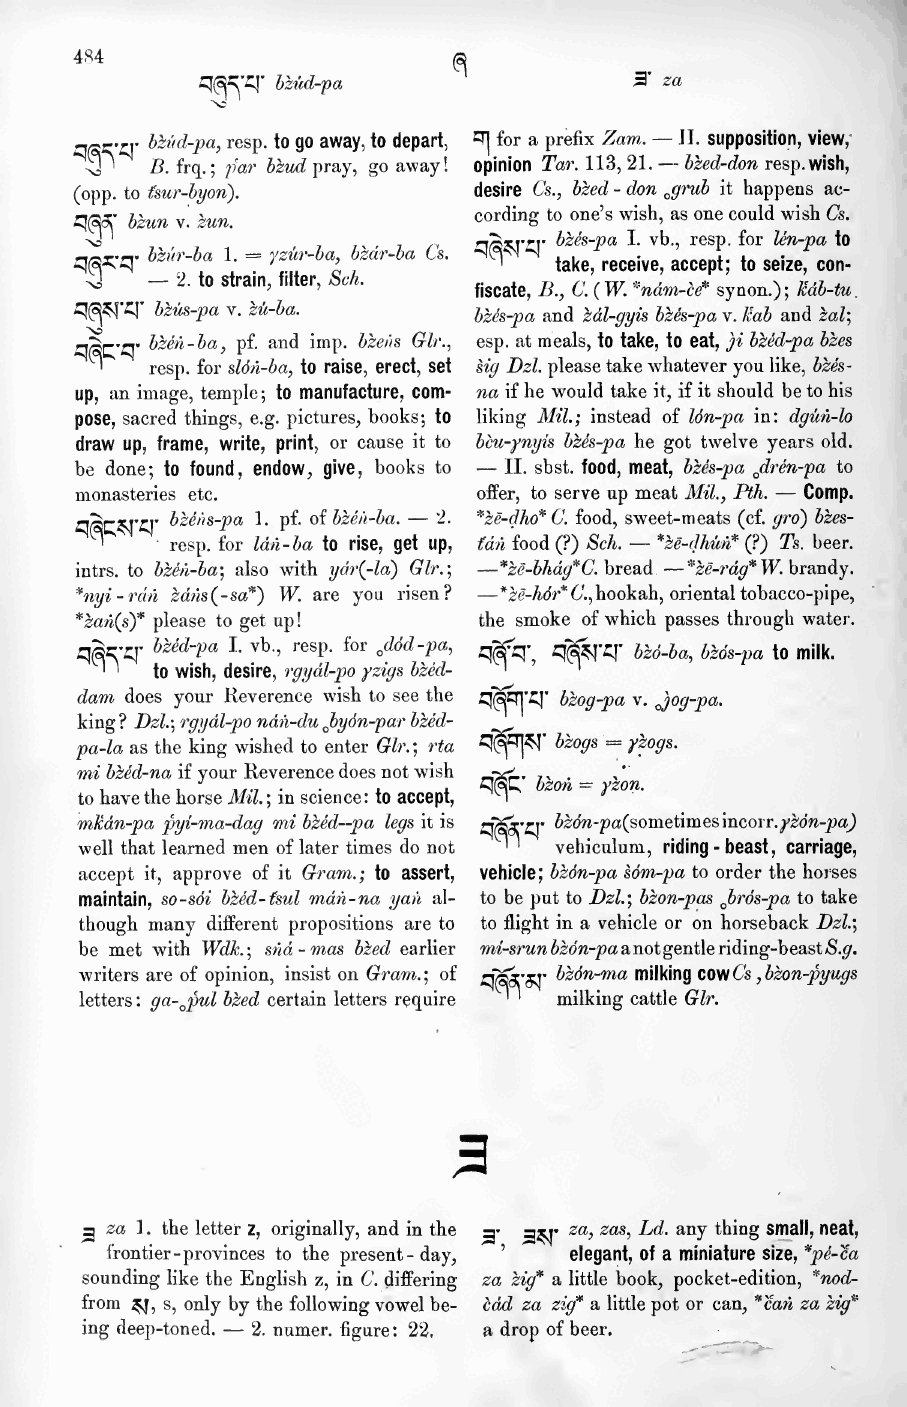 484
ཞ
བཞུད་པ་ bžúd-pa
ཟ་ za
བཞུད་པ་ bžúd-pa, resp. to go away, to depart,
B. frq.; p̔ar bžud pray, go away!
(opp. to t̔sur-byon).
བཞུན་ bžun v. žun.
བཞུར་བ་ bžúr-ba 1. = γzúr-ba, bžár-ba Cs.
— 2. to strain, filter, Sch.
བཞུས་པ་ bžús-pa v. žú-ba.
བཞེང་བ་ bžéṅ-ba, pf. and imp. bžeṅs Glr.,
resp. for slóṅ-ba, to raise, erect, set
up, an image, temple; to manufacture, com-
pose, sacred things, e.g. pictures, books; to
draw up, frame, write, print, or cause it to
be done; to found, endow, give, books to
monasteries etc.
བཞེངས་པ་ bžéṅs-pa 1. pf. of bžéṅ-ba. — 2.
resp. for láṅ-ba to rise, get up,
intrs. to bžéṅ-ba; also with yár(-la) Glr.;
*nyi-ráṅ žáṅs(-sa*) W. are you risen?
*žaṅ(s)* please to get up!
བཞེད་པ་ bžéd-pa I. vb., resp. for ₒdód-pa,
to wish, desire, rgyál-po γzigs bžéd-
dam does your Reverence wish to see the
king? Dzl.; rgyál-po náṅ-du ₒbyón-par bžéd-
pa-la as the king wished to enter Glr.; rta
mi bžéd-na if your Reverence does not wish
to have the horse Mil.; in science: to accept,
mk̔án-pa p̔yi-ma-dag mi bžéd--pa legs it is
well that learned men of later times do not
accept it, approve of it Gram.; to assert,
maintain, so-sói bžéd-t̔sul máṅ-na yaṅ al-
though many different propositions are to
be met with Wdk.; sṅá-mas bžed earlier
writers are of opinion, insist on Gram.; of
letters: ga-ₒp̔ul bžed certain letters require
ག for a prefix Zam. — II. supposition, view,
opinion Tar. 113, 21. — bžed-don resp. wish,
desire Cs., bžed-don ₒgrub it happens ac-
cording to one's wish, as one could wish Cs.
བཞེས་པ་ bžés-pa I. vb., resp. for lén-pa to
take, receive, accept; to seize, con-
fiscate, B., C. (W. *nám-c̀e* synon.); k̔áb-tu
bžés-pa and žál-gyis bžés-pa v. k̔ab and žal;
esp. at meals, to take, to eat, ǰi bžéd-pa bžes
šig Dzl. please take whatever you like, bžés-
na if he would take it, if it should be to his
liking Mil.; instead of lón-pa in: dgúṅ-lo
bc̀u-γnyis bžés-pa he got twelve years old.
— II. sbst. food, meat, bžés-pa ₒdrén-pa to
offer, to serve up meat Mil., Pth. — Comp.
*žē-ḍho* C. food, sweet-meats (cf. gro) bžes-
t̔áṅ food (?) Sch. — *žē-ḍhúṅ* (?) Ts. beer.
— *žē-bhág* C. bread — *žē-rág* W. brandy.
— *žē-hór* C., hookah, oriental tobacco-pipe,
the smoke of which passes through water.
བཞོ་བ་, བཞོས་པ་ bžó-ba, bžós-pa to milk.
བཞོག་པ་ bžog-pa v. ₒǰog-pa.
བཞོགས་ bžogs = γžogs.
བཞོང་ bžoṅ = γžoṅ.
བཞོན་པ་ bžón-pa (sometimes incorr. γžón-pa)
vehiculum, riding-beast, carriage,
vehicle; bžón-pa šóm-pa to order the horses
to be put to Dzl.; bžon-pas ₒbrós-pa to take
to flight in a vehicle or on horseback Dzl.;
mi-srun bžón-pa a not gentle riding-beast S.g.
བཞོན་མ་ bžón-ma milking cow Cs, bžon-p̔yugs
milking cattle Glr.
ཟ
ཟ za 1. the letter z, originally, and in the
frontier-provinces to the present-day,
sounding like the English z, in C. differing
from ས, s, only by the following vowel be-
ing deep-toned. — 2. numer. figure: 22.
ཟ་, ཟས་ za, zas, Ld. any thing small, neat,
elegant, of a miniature size, *pé-c̔a
za žig* a little book, pocket-edition, *nod-
c̀ád za zig* a little pot or can, *c̔aṅ za žig*
a drop of beer.